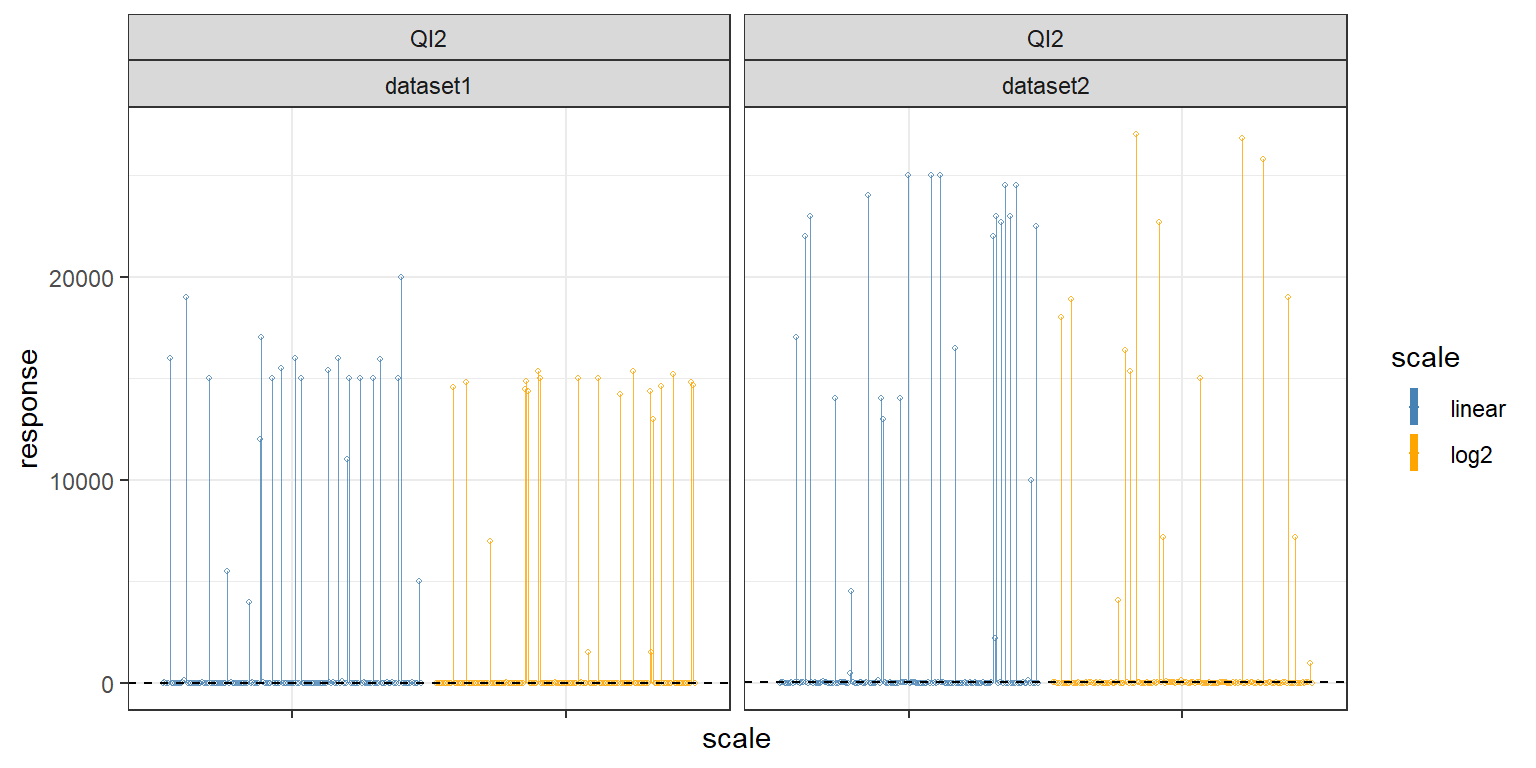 QI2
QI2
dataset1
dataset2
20000
10000
0
response
scale
scale
linear
log2